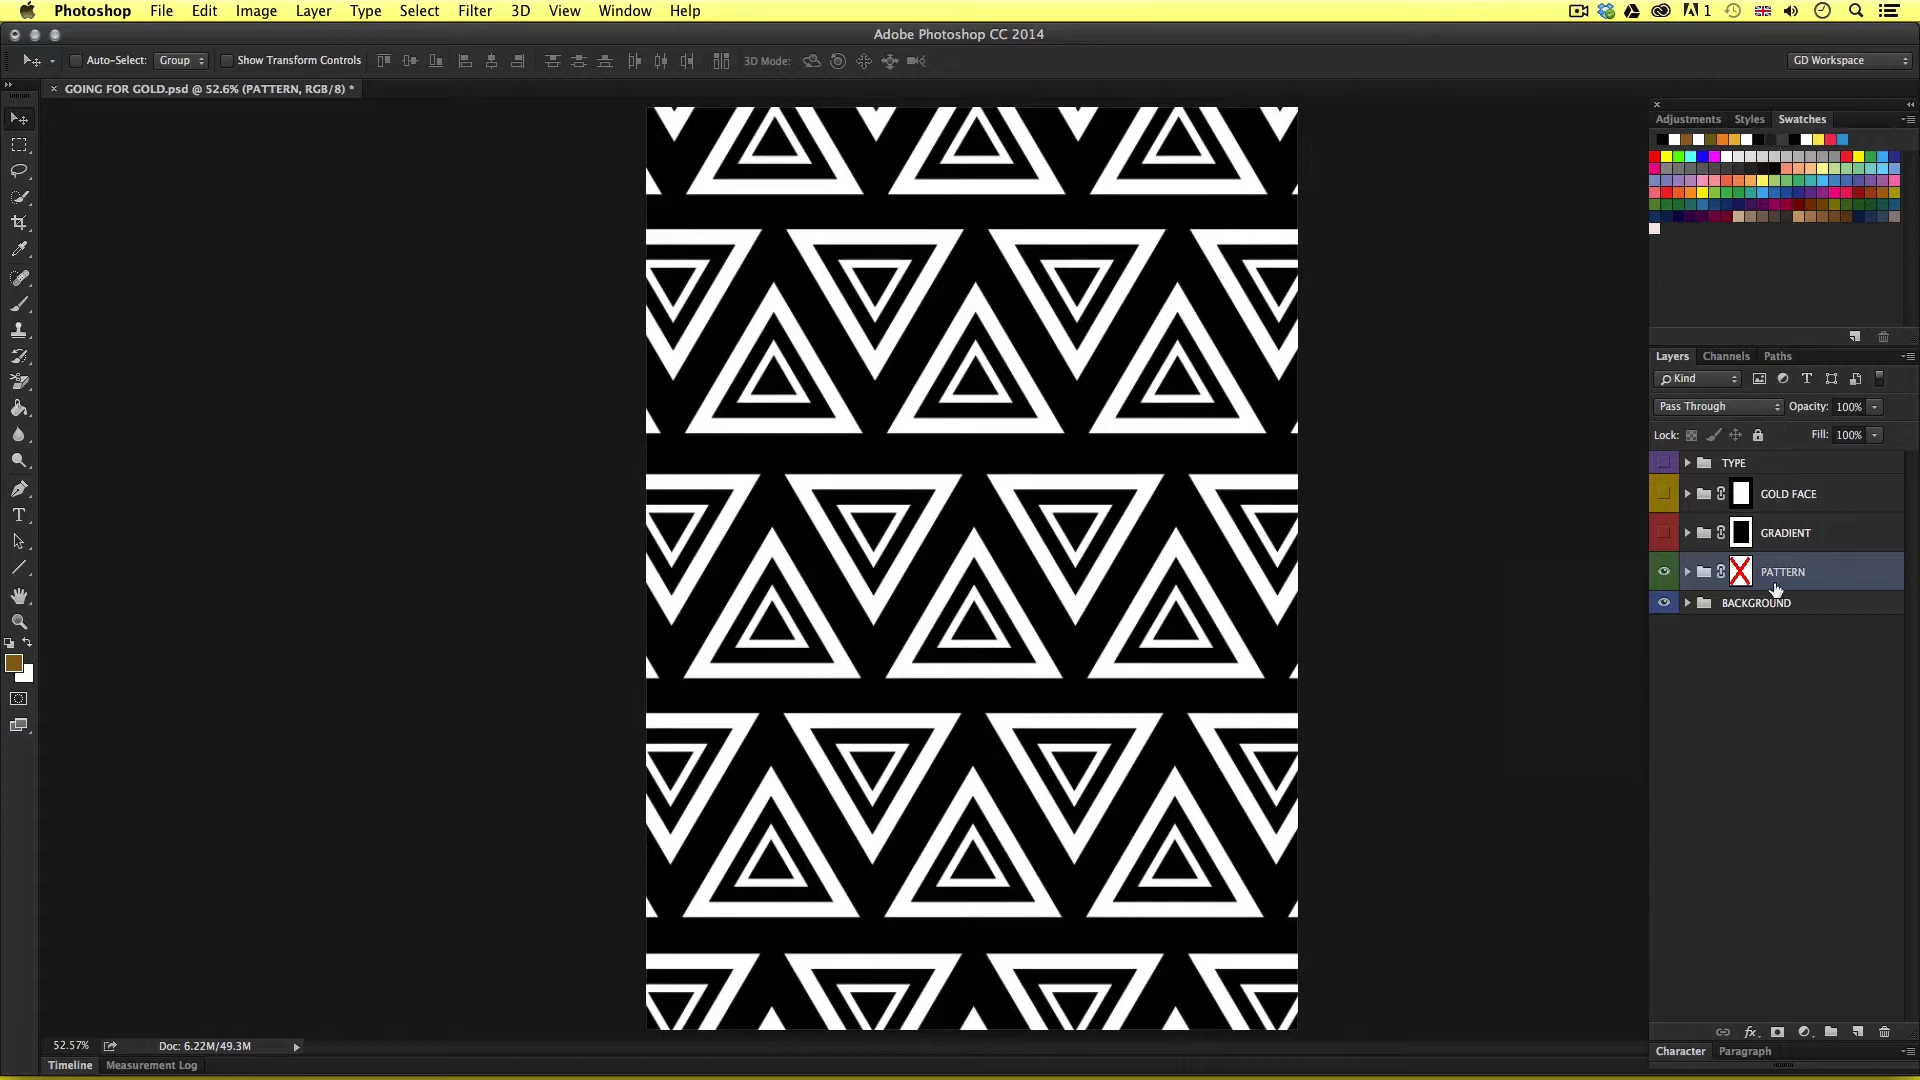 Photoshop File Edit Image Layer Type Select Filter 3D View Window Help 1
Adobe Photoshop CC 2014
Auto-Select: Group Show Transform Controls 3D Mode: GD Workspace
× GOING FOR GOLD.psd @ 52.6% (PATTERN, RGB/8) *
Adjustments Styles Swatches
Layers Channels Paths
Kind
Pass Through Opacity: 100%
Lock: Fill: 100%
TYPE
GOLD FACE
GRADIENT
PATTERN
BACKGROUND
52.57% Doc: 6.22M/49.3M
Character Paragraph
Timeline Measurement Log